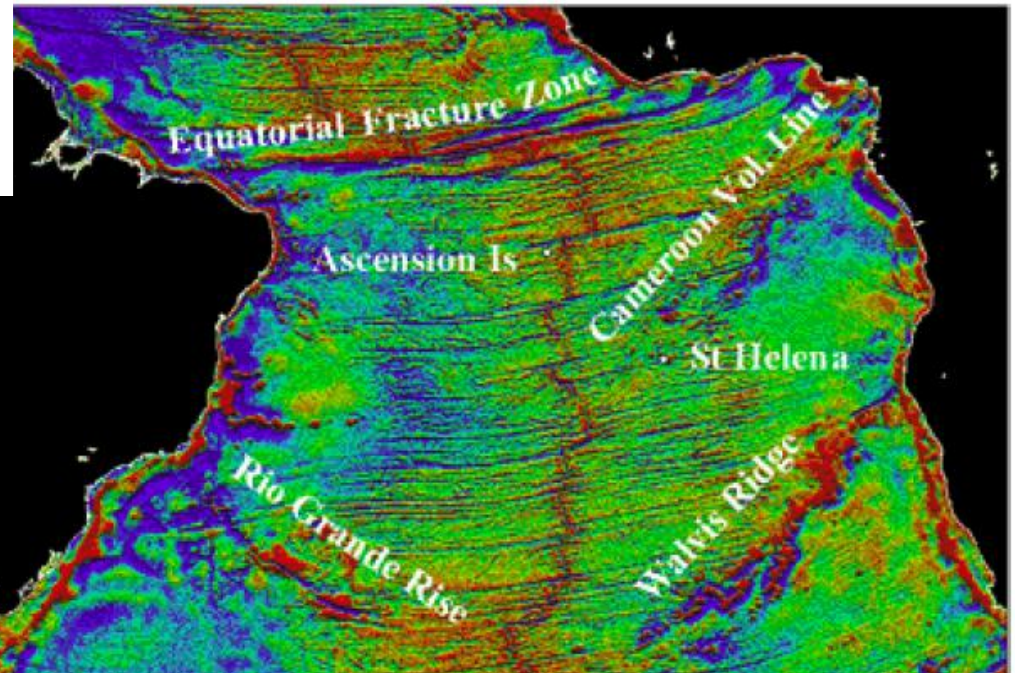 Equatorial Fracture Zone
Cameroon Vol. Line
Ascension Is
St Helena
Rio Grande Rise
Walvis Ridge